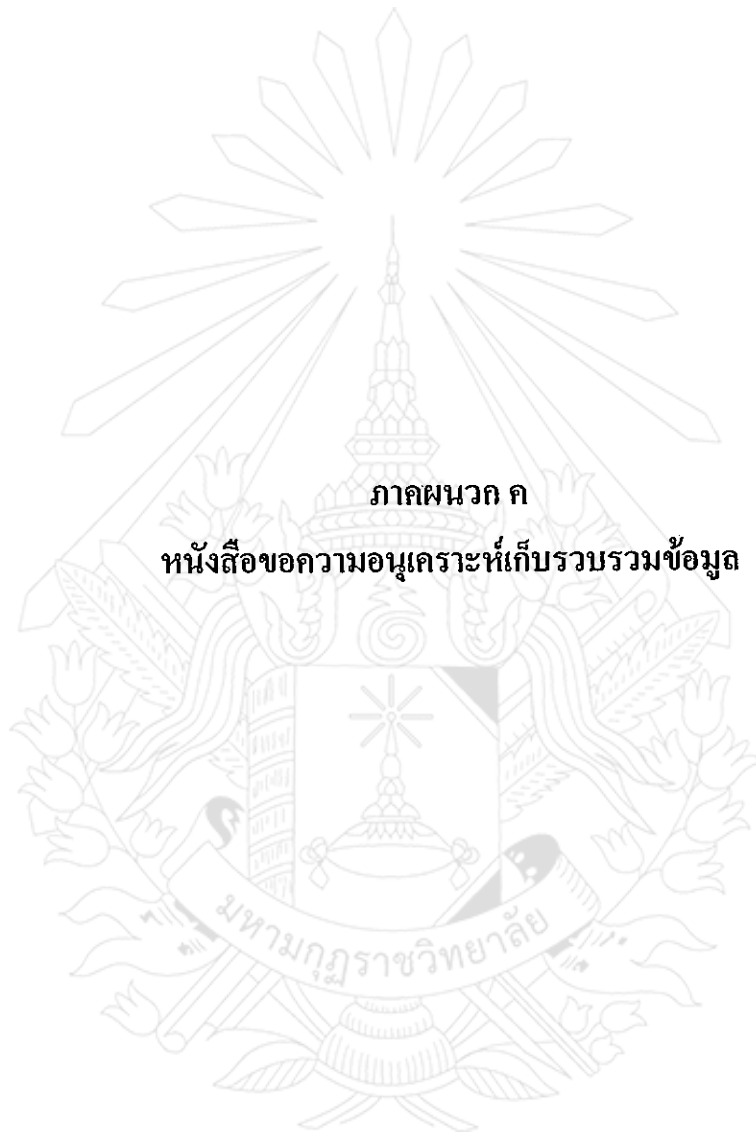 ภาคผนวก ค
หนังสือขอความอนุเคราะห์เก็บรวบรวมข้อมูล
มหามกุฏราชวิทยาลัย